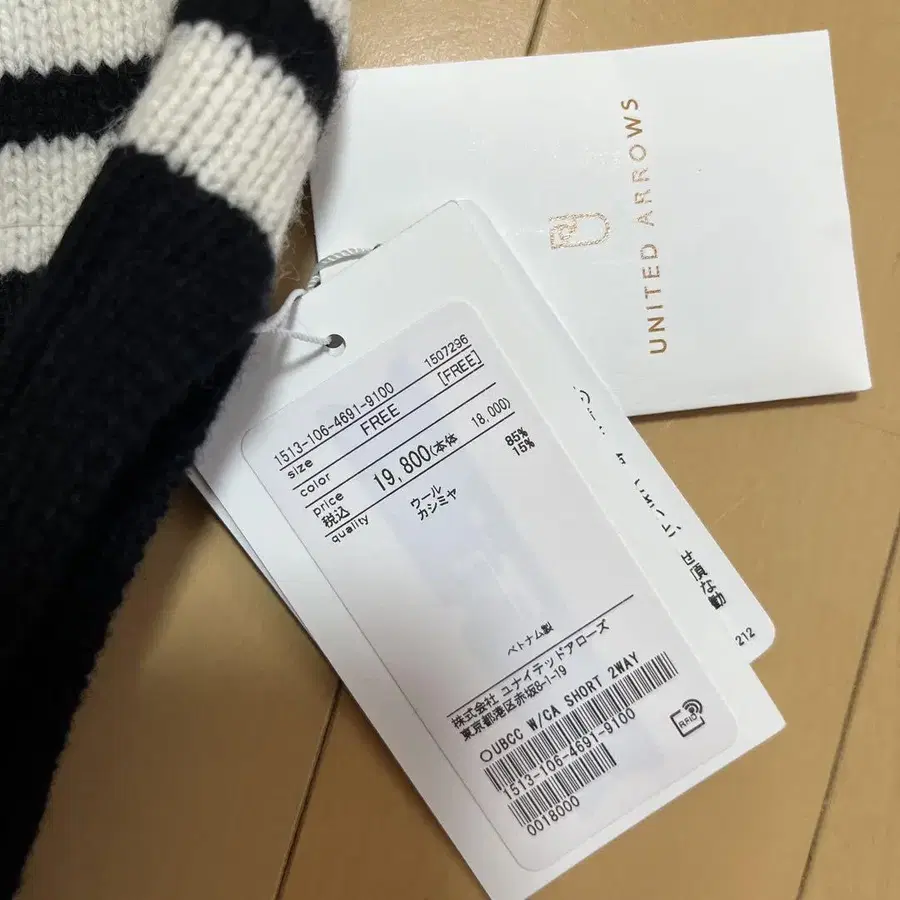 UNITED ARROWS
1513-106-4691-9100 1507296
size FREE [FREE]
color
price 19,800(本体 18,000)
税込
quality ウール 85%
カシミヤ 15%
ベトナム製
株式会社 ユナイテッドアローズ
東京都港区赤坂8-1-19
○UBCC W/CA SHORT 2WAY
1513-106-4691-9100
0018000
RFID
212